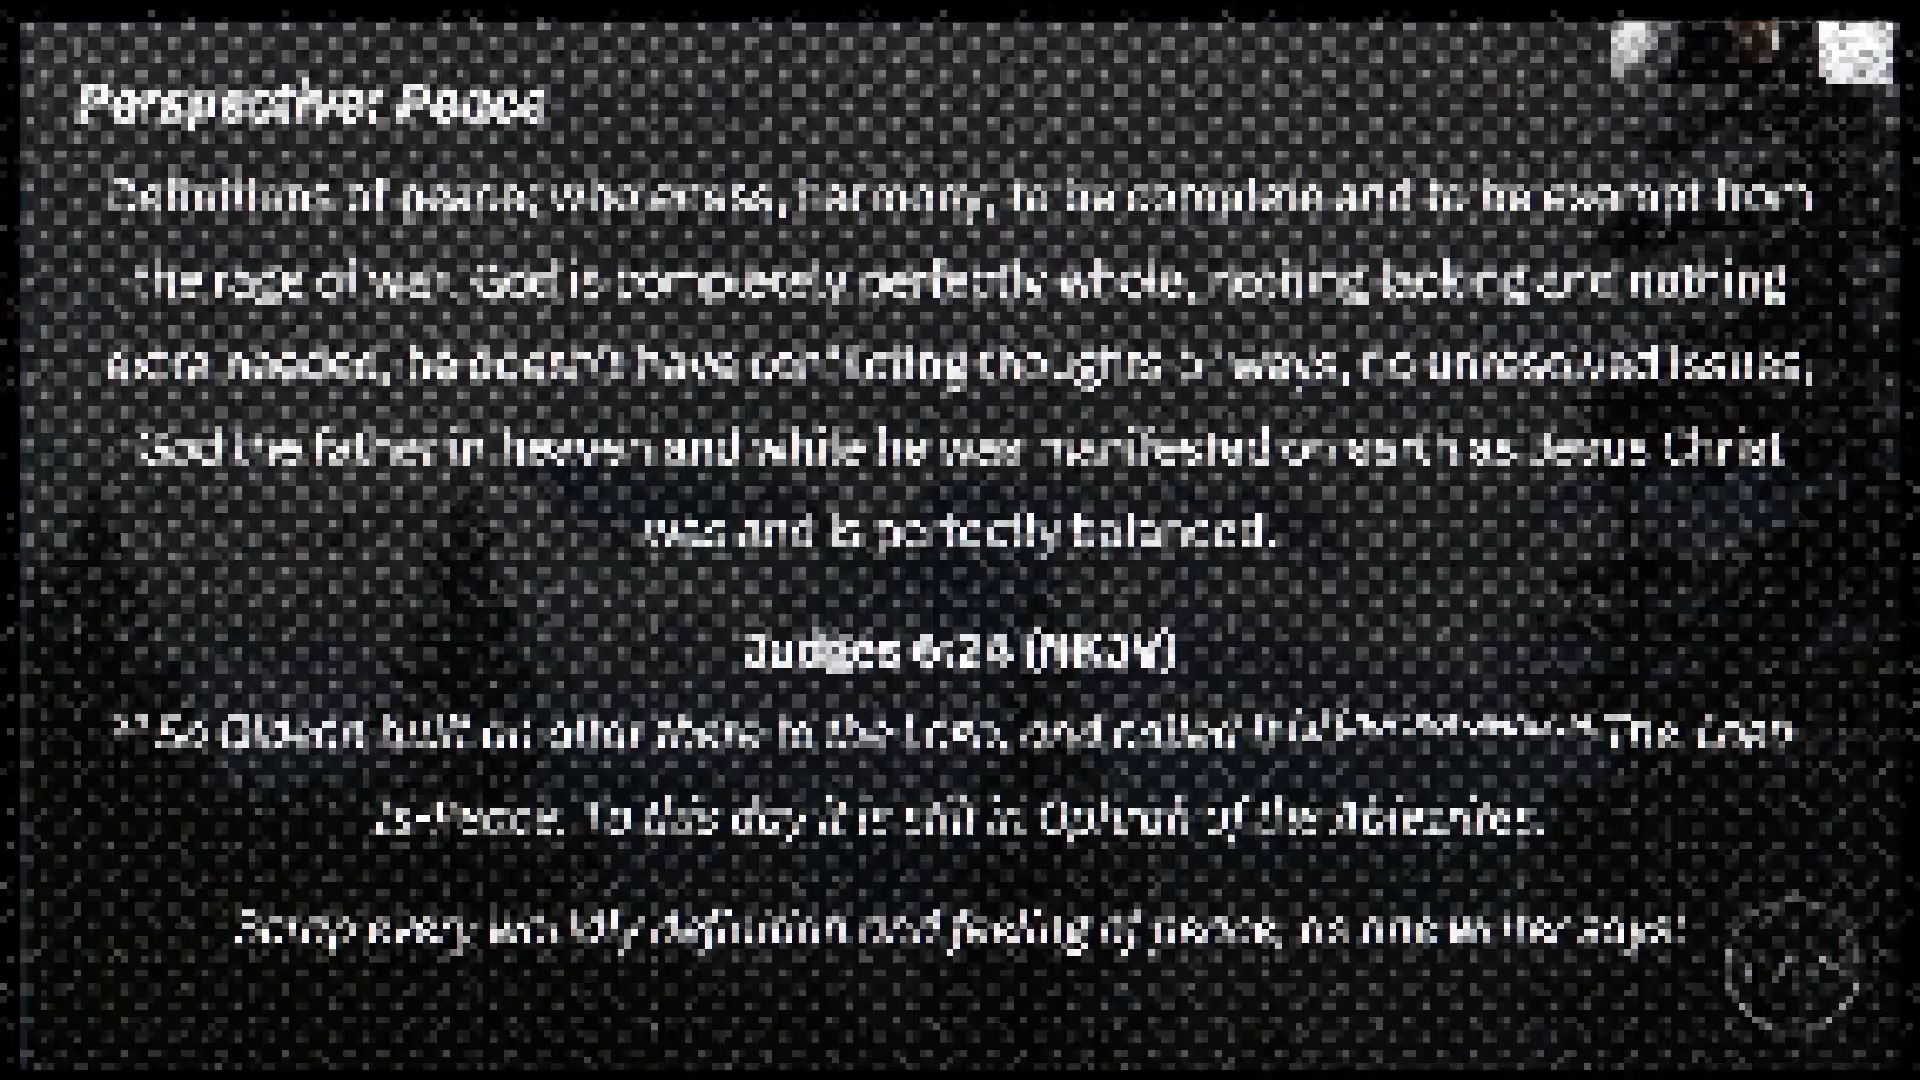 Perspective: Peace
Definitions of peace; wholeness, harmony, to be complete and to be exempt from
the rage of war. God is completely perfectly whole, nothing lacking and nothing
extra needed, he doesn't have conflicting thoughts or ways, no unresolved issues,
God the father in heaven and while he was manifested on earth as Jesus Christ
was and is perfectly balanced.
Judges 6:24 (NKJV)
24 So Gideon built an altar there to the LORD, and called it The-LORD-
Is-Peace. To this day it is still in Ophrah of the Abiezrites.
Scrap every worldly definition and feeling of peace, as one writer says!